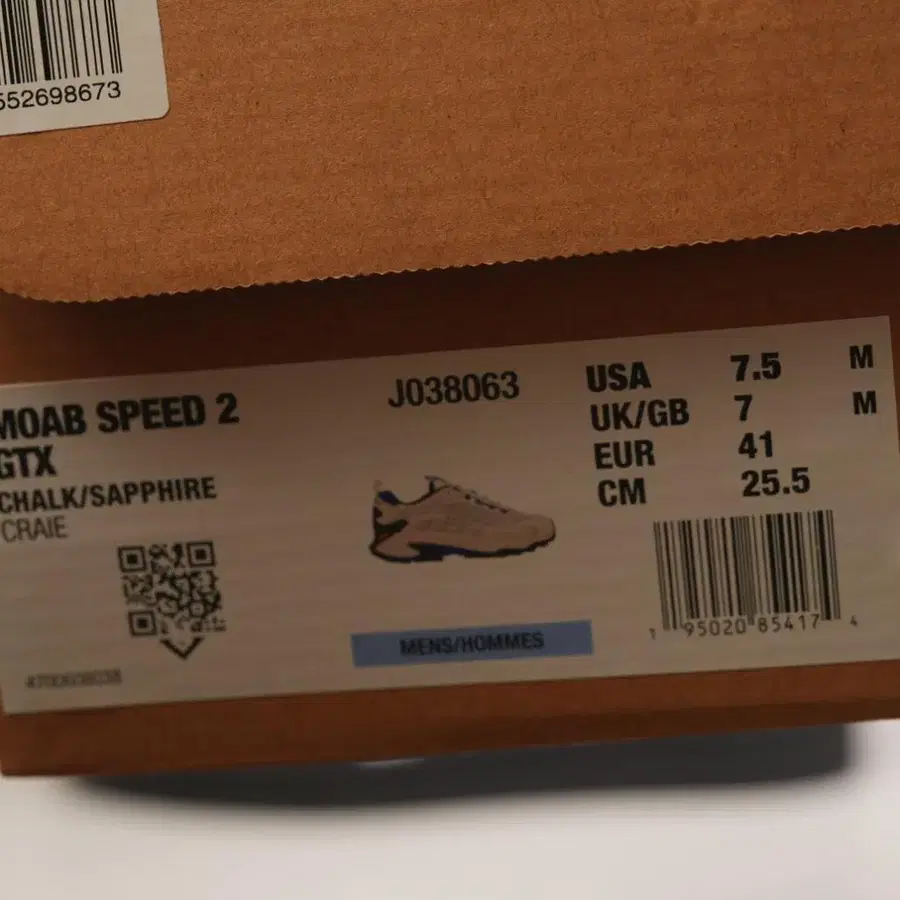 552698673
MOAB SPEED 2
GTX
CHALK/SAPPHIRE
CRAIE
J038063
USA 7.5 M
UK/GB 7 M
EUR 41
CM 25.5
MENS/HOMMES
1 95020 85417 4